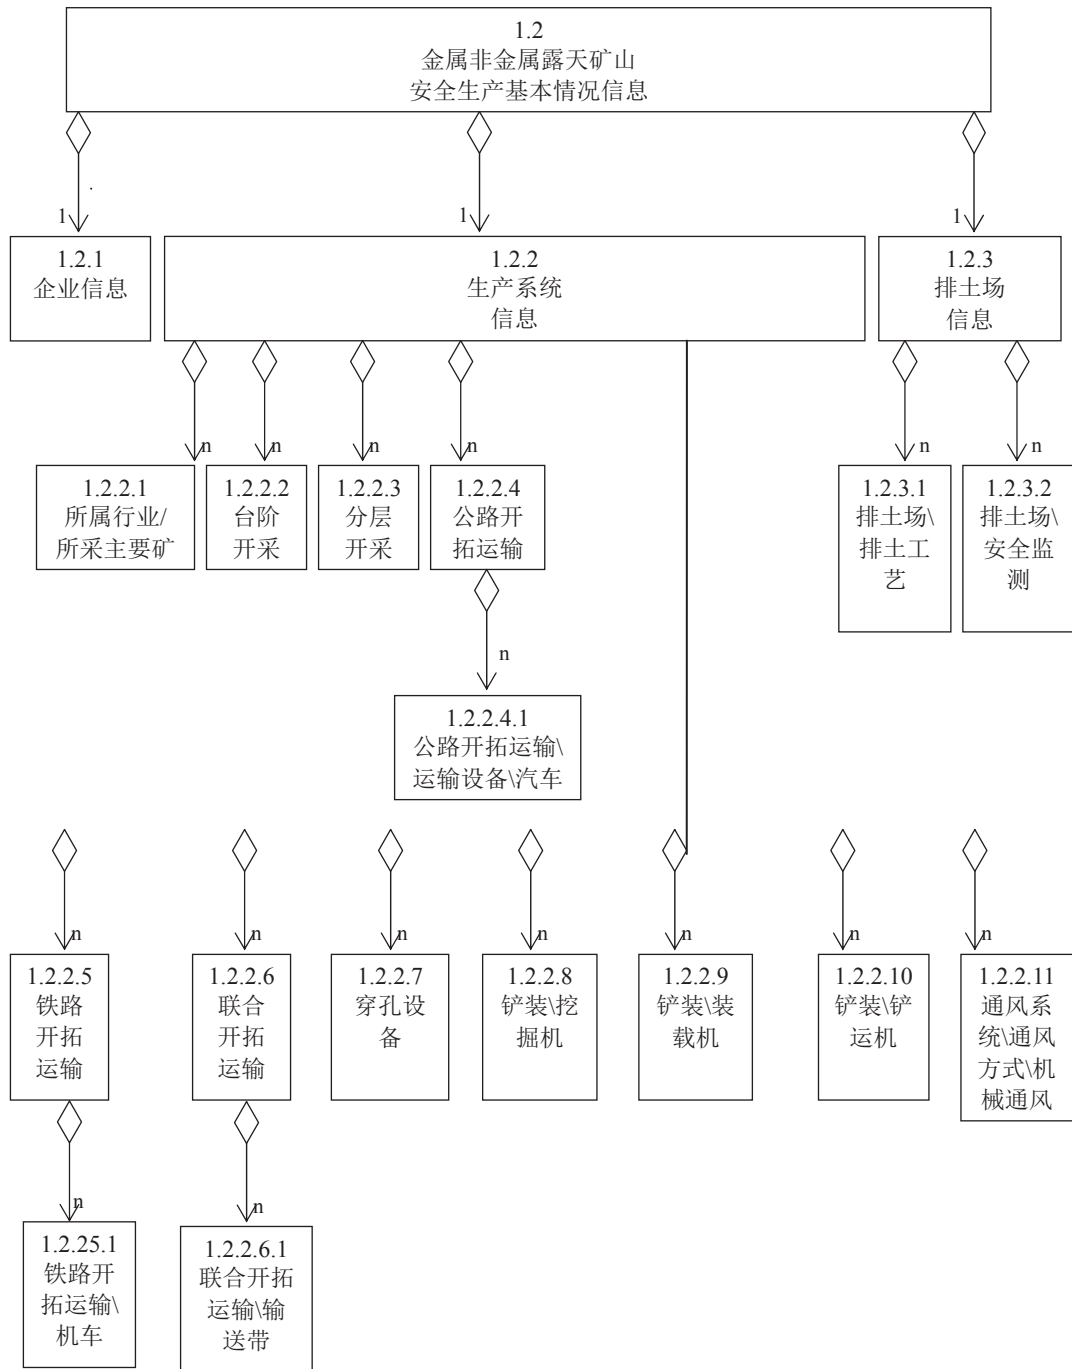 1.2
金属非金属露天矿山
安全生产基本情况信息
1
1
1
1.2.1
企业信息
1.2.2
生产系统
信息
1.2.3
排土场
信息
n
n
n
n
n
n
1.2.2.1
所属行业/
所采主要矿
1.2.2.2
台阶
开采
1.2.2.3
分层
开采
1.2.2.4
公路开
拓运输
1.2.3.1
排土场\
排土工
艺
1.2.3.2
排土场\
安全监
测
n
1.2.2.4.1
公路开拓运输\
运输设备\汽车
n
n
n
n
n
n
n
1.2.2.5
铁路
开拓
运输
1.2.2.6
联合
开拓
运输
1.2.2.7
穿孔设
备
1.2.2.8
铲装\挖
掘机
1.2.2.9
铲装\装
载机
1.2.2.10
铲装\铲
运机
1.2.2.11
通风系
统\通风
方式\机
械通风
n
n
1.2.25.1
铁路开
拓运输\
机车
1.2.2.6.1
联合开拓
运输\输
送带